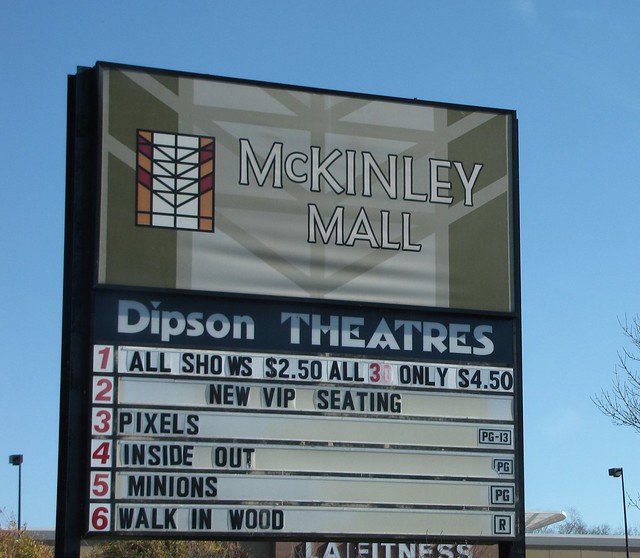 McKINLEY
MALL
Dipson THEATRES
1 ALL SHOWS $2.50 ALL 3D ONLY $4.50
2 NEW VIP SEATING
3 PIXELS PG-13
4 INSIDE OUT PG
5 MINIONS PG
6 WALK IN WOOD R
LA FITNESS